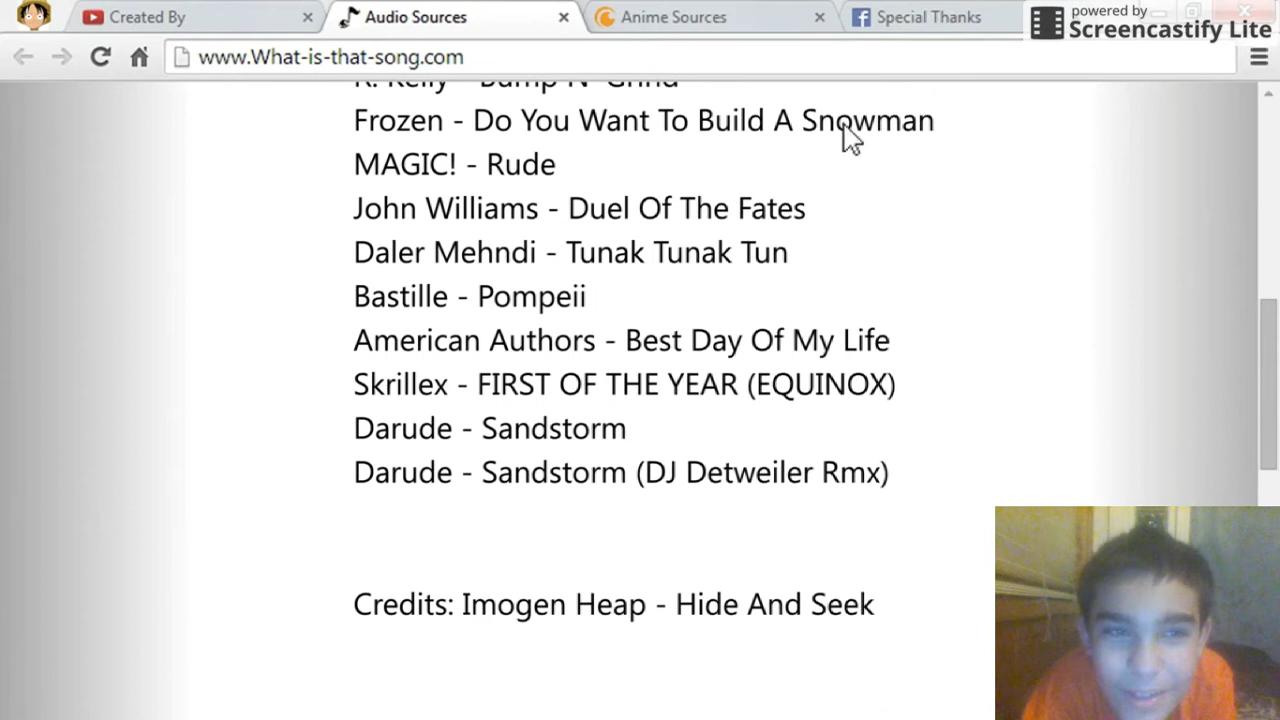 Created By
Audio Sources
Anime Sources
Special Thanks
powered by
Screencastify Lite
www.What-is-that-song.com
R. Kelly - Bump N' Grind
Frozen - Do You Want To Build A Snowman
MAGIC! - Rude
John Williams - Duel Of The Fates
Daler Mehndi - Tunak Tunak Tun
Bastille - Pompeii
American Authors - Best Day Of My Life
Skrillex - FIRST OF THE YEAR (EQUINOX)
Darude - Sandstorm
Darude - Sandstorm (DJ Detweiler Rmx)
Credits: Imogen Heap - Hide And Seek